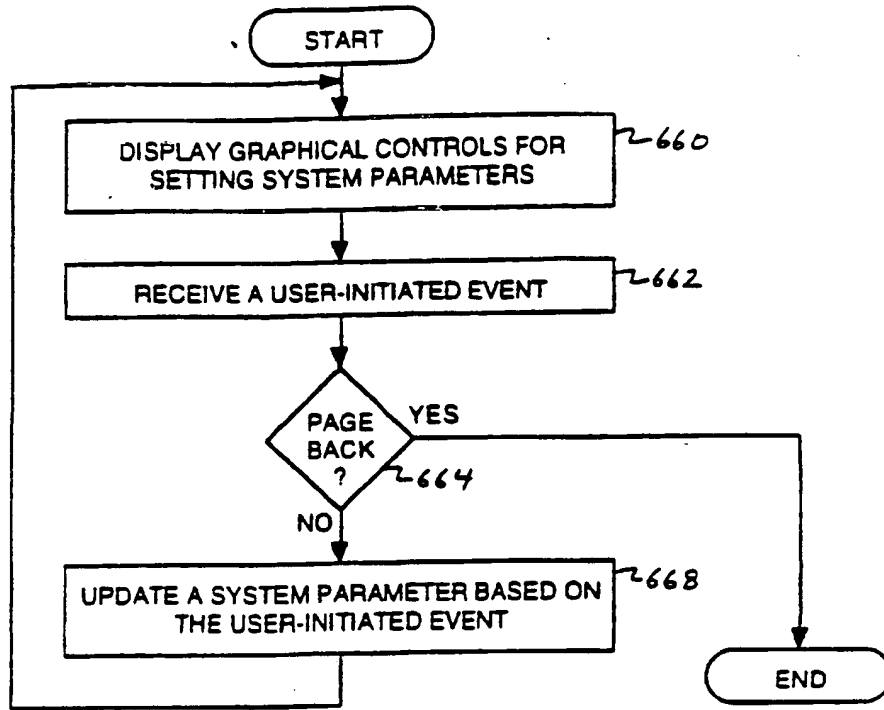 START
DISPLAY GRAPHICAL CONTROLS FOR
SETTING SYSTEM PARAMETERS
660
RECEIVE A USER-INITIATED EVENT
662
PAGE
BACK
?
YES
664
NO
UPDATE A SYSTEM PARAMETER BASED ON
THE USER-INITIATED EVENT
668
END